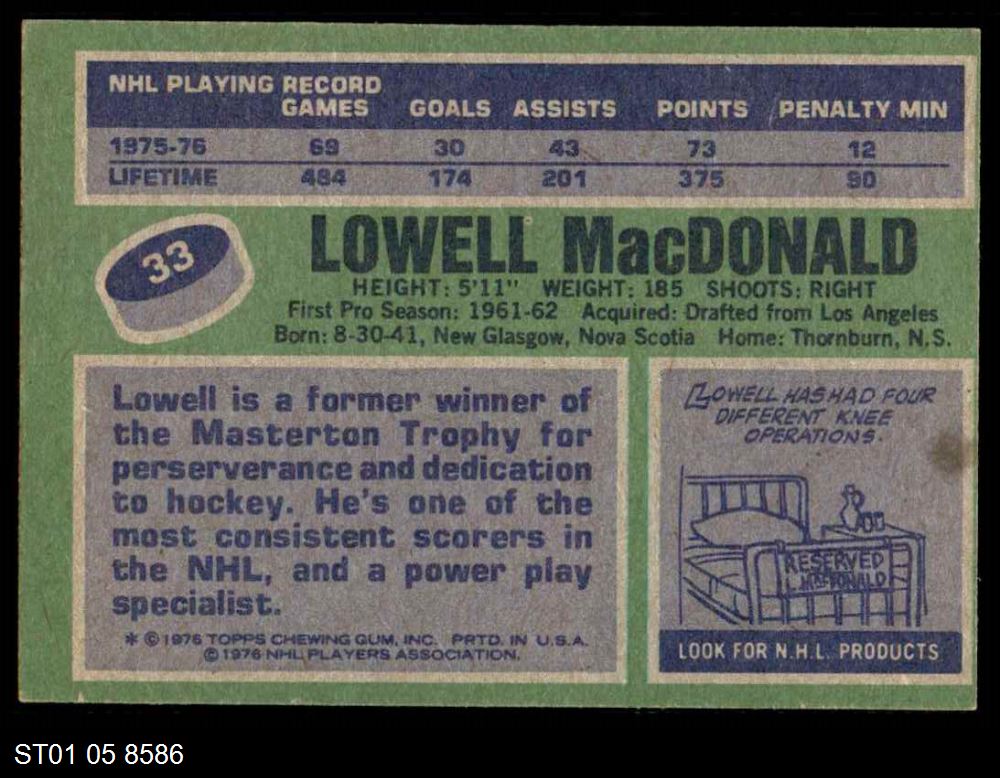 NHL PLAYING RECORD
GAMES GOALS ASSISTS POINTS PENALTY MIN
1975-76 69 30 43 73 12
LIFETIME 484 174 201 375 90
33
LOWELL MacDONALD
HEIGHT: 5'11" WEIGHT: 185 SHOOTS: RIGHT
First Pro Season: 1961-62 Acquired: Drafted from Los Angeles
Born: 8-30-41, New Glasgow, Nova Scotia Home: Thornburn, N.S.
Lowell is a former winner of
the Masterton Trophy for
perserverance and dedication
to hockey. He's one of the
most consistent scorers in
the NHL, and a power play
specialist.
* © 1976 TOPPS CHEWING GUM, INC. PRTD. IN U.S.A.
© 1976 NHL PLAYERS ASSOCIATION.
LOWELL HAS HAD FOUR
DIFFERENT KNEE
OPERATIONS.
RESERVED
MACDONALD
LOOK FOR N.H.L. PRODUCTS
ST01 05 8586